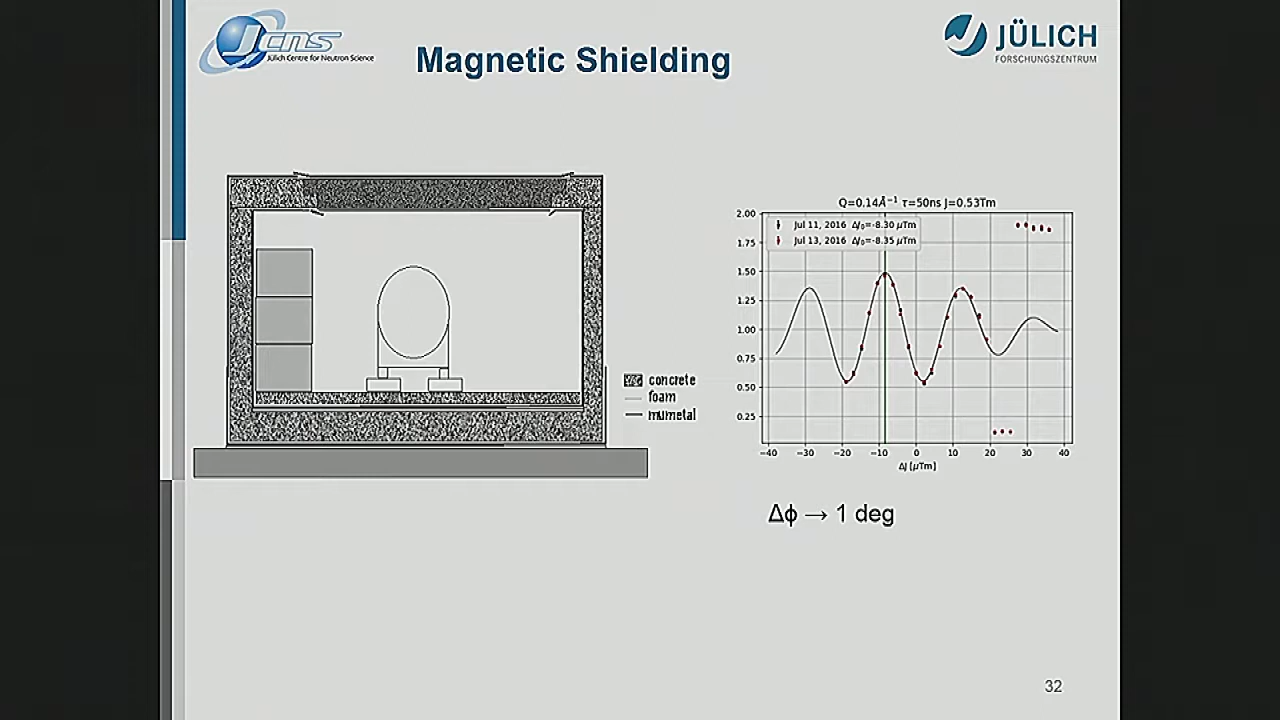 Jcns
Jülich Centre for Neutron Science
Magnetic Shielding
JÜLICH
FORSCHUNGSZENTRUM
concrete
foam
mumetal
Q=0.14Å⁻¹ τ=50ns J=0.53Tm
Jul 11, 2016 ΔJ₀=-8.30 μTm
Jul 13, 2016 ΔJ₀=-8.35 μTm
2.00
1.75
1.50
1.25
1.00
0.75
0.50
0.25
−40 −30 −20 −10 0 10 20 30 40
ΔJ [μTm]
Δϕ → 1 deg
32